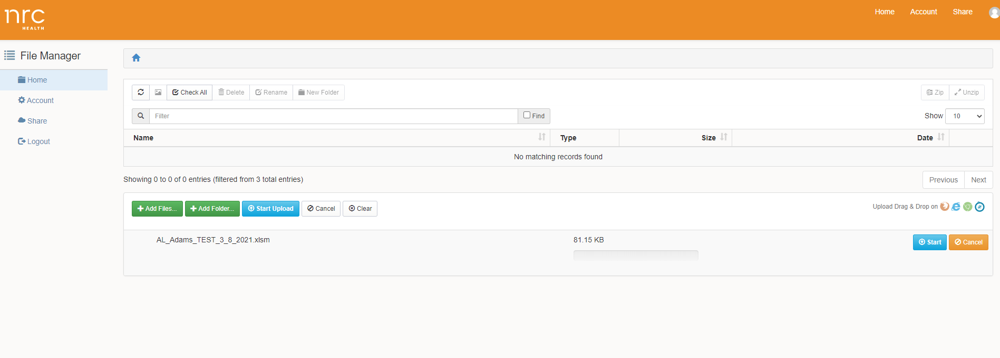 nrc
HEALTH
Home Account Share
File Manager
Home
Account
Share
Logout
Check All Delete Rename New Folder Zip Unzip
Filter Find Show 10
Name Type Size Date
No matching records found
Showing 0 to 0 of 0 entries (filtered from 3 total entries) Previous Next
Add Files... Add Folder... Start Upload Cancel Clear Upload Drag & Drop on
AL_Adams_TEST_3_8_2021.xlsm 81.15 KB Start Cancel